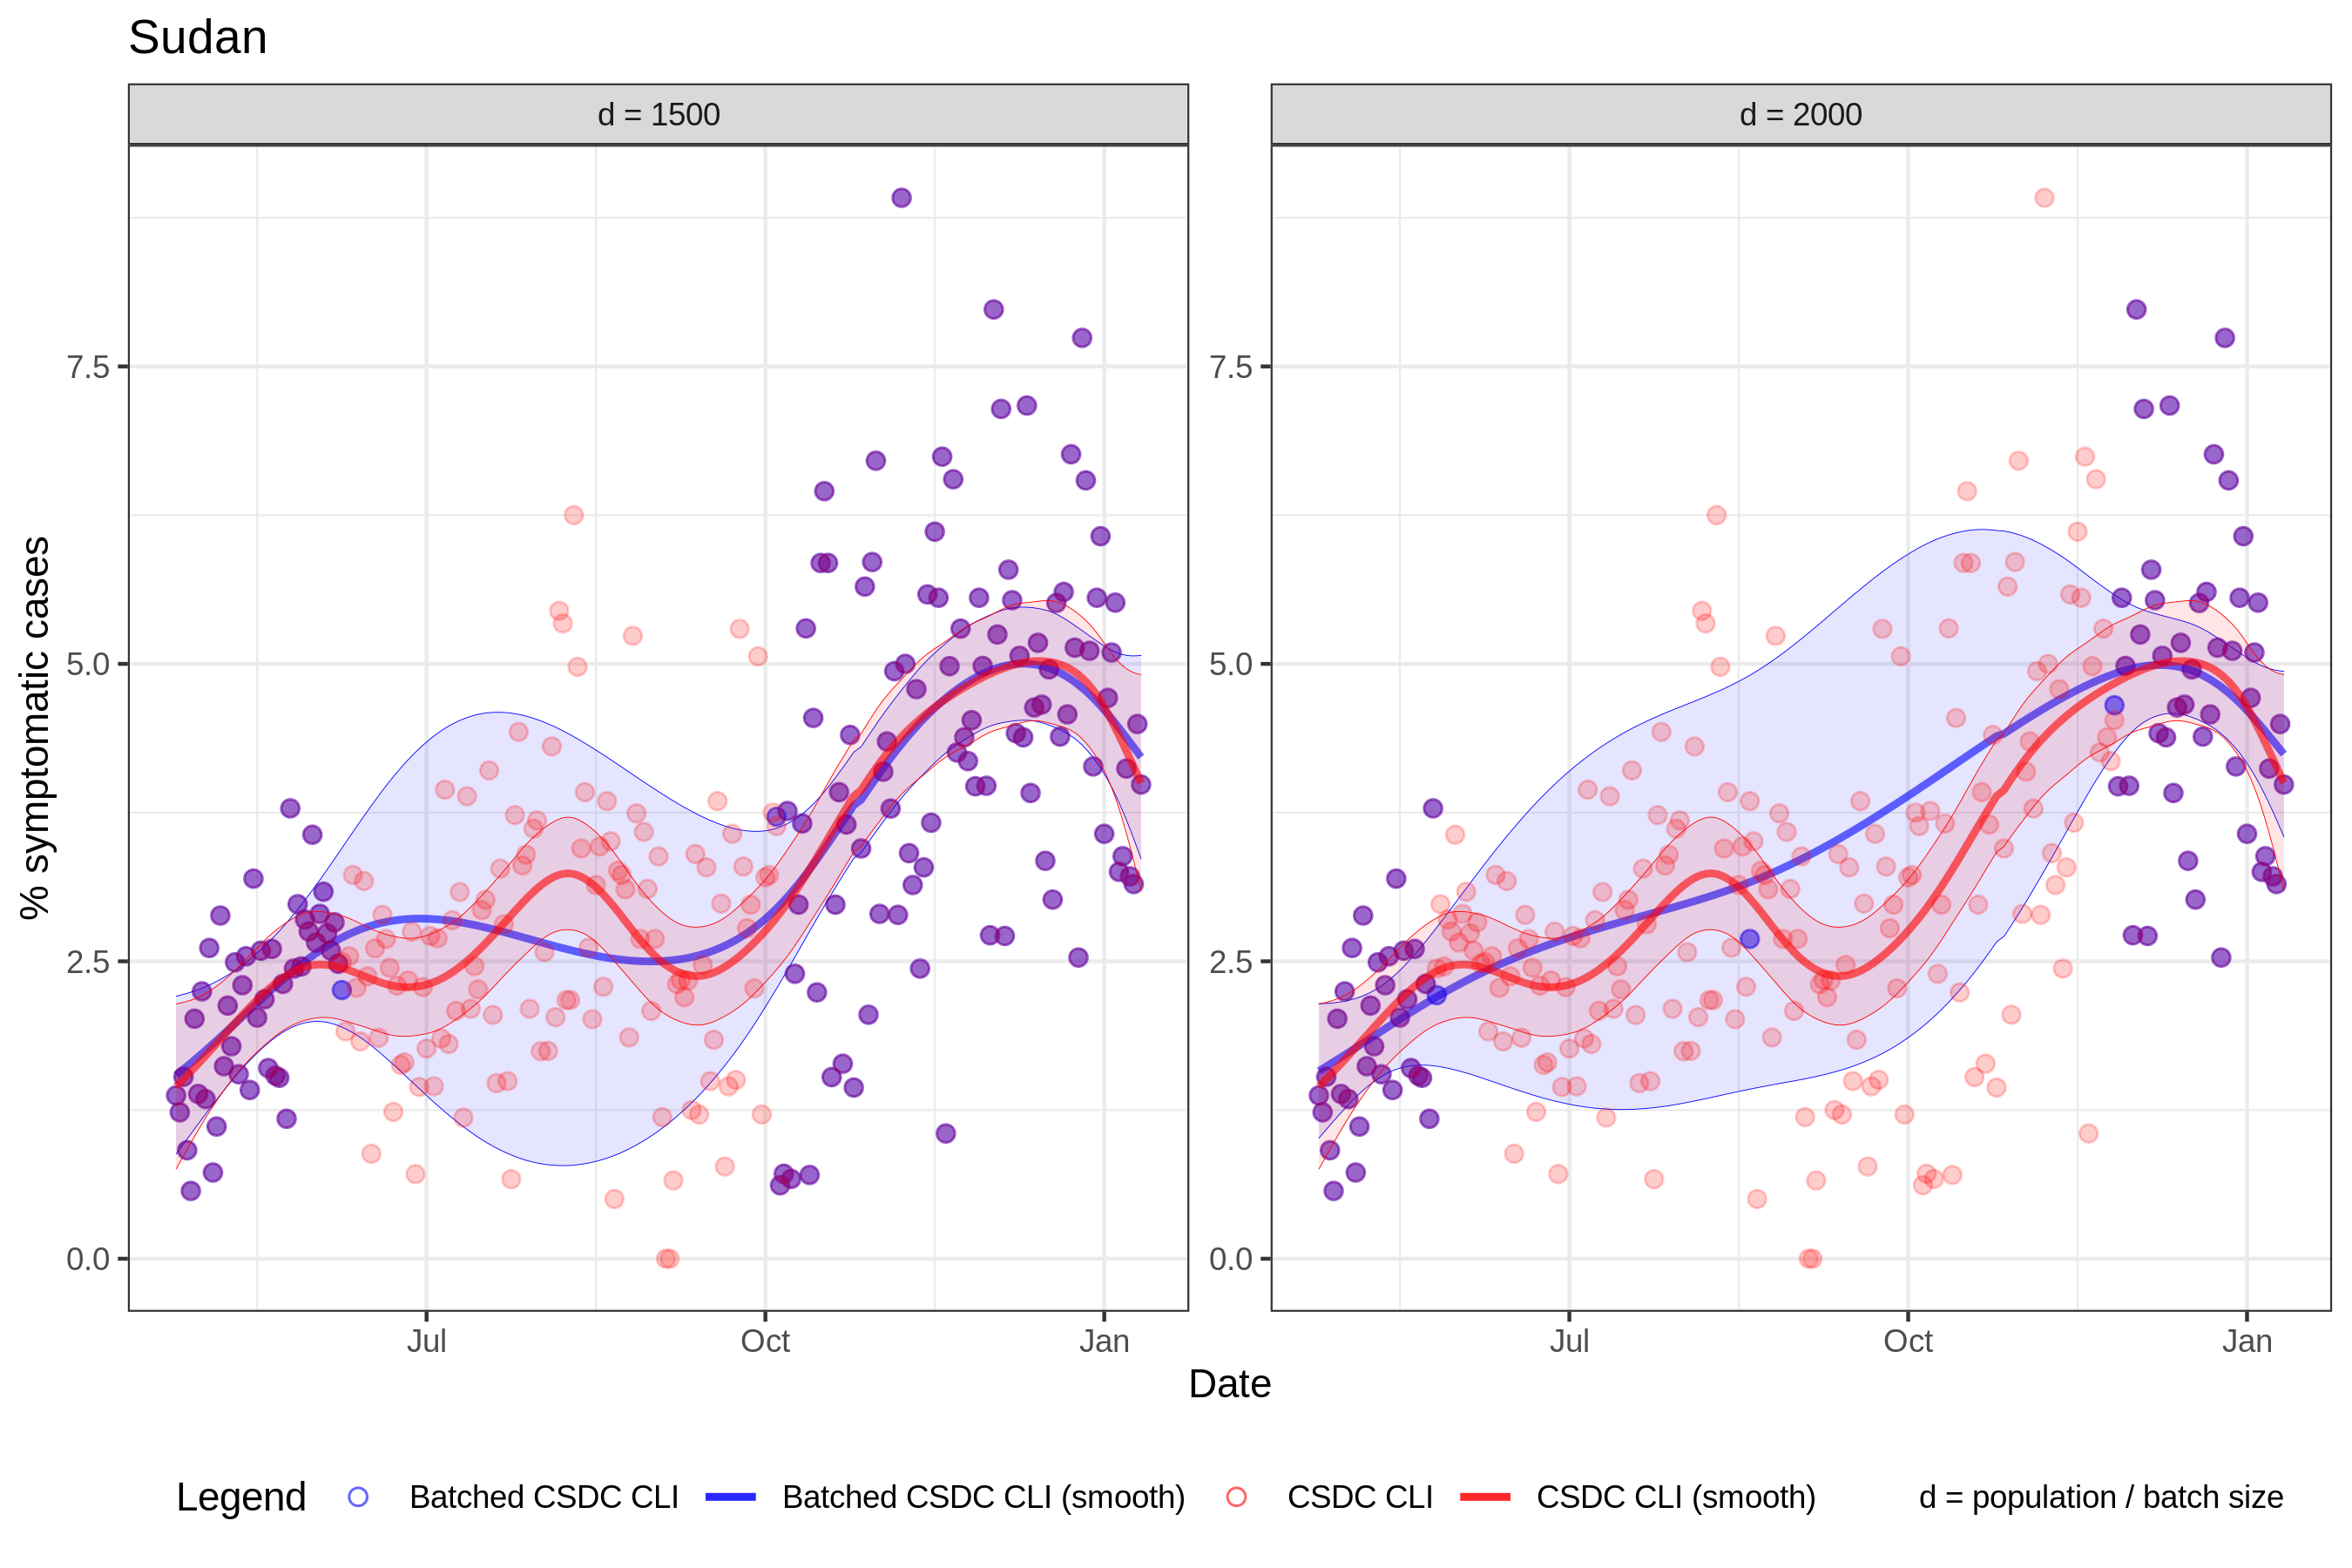 Sudan
d = 1500
d = 2000
% symptomatic cases
7.5
5.0
2.5
0.0
7.5
5.0
2.5
0.0
Jul
Oct
Jan
Jul
Oct
Jan
Date
Legend
Batched CSDC CLI
Batched CSDC CLI (smooth)
CSDC CLI
CSDC CLI (smooth)
d = population / batch size